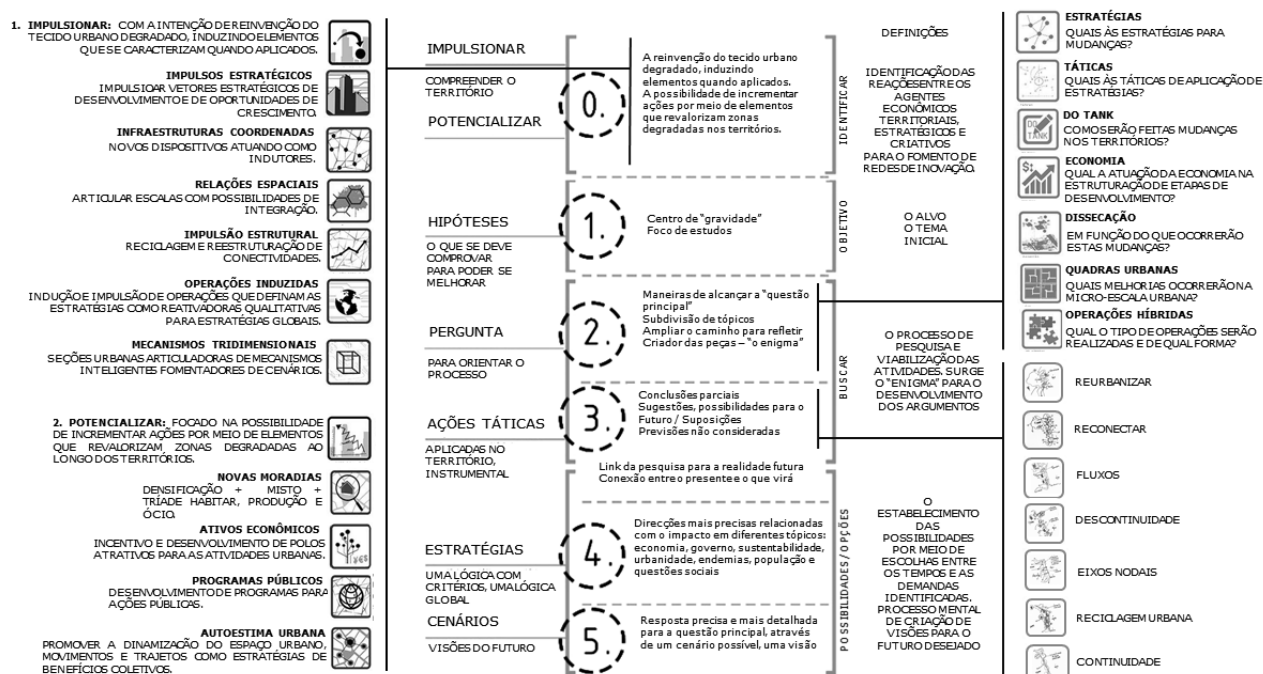 1. IMPULSIONAR: COM A INTENÇÃO DE REINVENÇÃO DO
TECIDO URBANO DEGRADADO, INDUZINDO ELEMENTOS
QUE SE CARACTERIZAM QUANDO APLICADOS.
IMPULSOS ESTRATÉGICOS
IMPULSIOAR VETORES ESTRATÉGICOS DE
DESENVOLVIMENTO E DE OPORTUNIDADES DE
CRESCIMENTO.
INFRAESTRUTURAS COORDENADAS
NOVOS DISPOSITIVOS ATUANDO COMO
INDUTORES.
RELAÇÕES ESPACIAIS
ARTICULAR ESCALAS COM POSSIBILIDADES DE
INTEGRAÇÃO.
IMPULSÃO ESTRUTURAL
RECICLAGEM E REESTRUTURAÇÃO DE
CONECTIVIDADES.
OPERAÇÕES INDUZIDAS
INDUÇÃO E IMPULSÃO DE OPERAÇÕES QUE DEFINAM AS
ESTRATÉGIAS COMO REATIVADORAS QUALITATIVAS
PARA ESTRATÉGIAS GLOBAIS.
MECANISMOS TRIDIMENSIONAIS
SEÇÕES URBANAS ARTICULADORAS DE MECANISMOS
INTELIGENTES FOMENTADORES DE CENÁRIOS.
2. POTENCIALIZAR: FOCADO NA POSSIBILIDADE
DE INCREMENTAR AÇÕES POR MEIO DE ELEMENTOS
QUE REVALORIZAM ZONAS DEGRADADAS AO
LONGO DOS TERRITÓRIOS.
NOVAS MORADIAS
DENSIFICAÇÃO + MISTO +
TRÍADE HABITAR, PRODUÇÃO E
ÓCIO.
ATIVOS ECONÔMICOS
INCENTIVO E DESENVOLVIMENTO DE POLOS
ATRATIVOS PARA AS ATIVIDADES URBANAS.
PROGRAMAS PÚBLICOS
DESENVOLVIMENTO DE PROGRAMAS PARA
AÇÕES PÚBLICAS.
AUTOESTIMA URBANA
PROMOVER A DINAMIZAÇÃO DO ESPAÇO URBANO,
MOVIMENTOS E TRAJETOS COMO ESTRATÉGIAS DE
BENEFÍCIOS COLETIVOS.
IMPULSIONAR
COMPREENDER O
TERRITÓRIO
POTENCIALIZAR
HIPÓTESES
O QUE SE DEVE
COMPROVAR
PARA PODER SE
MELHORAR
PERGUNTA
PARA ORIENTAR O
PROCESSO
AÇÕES TÁTICAS
APLICADAS NO
TERRITÓRIO,
INSTRUMENTAL
ESTRATÉGIAS
UMA LÓGICA COM
CRITÉRIOS, UMA LÓGICA
GLOBAL
CENÁRIOS
VISÕES DO FUTURO
0.
A reinvenção do tecido urbano
degradado, induzindo
elementos quando aplicados.
A possibilidade de incrementar
ações por meio de elementos
que revalorizam zonas
degradadas nos territórios.
1.
Centro de "gravidade"
Foco de estudos
2.
Maneiras de alcançar a "questão
principal"
Subdivisão de tópicos
Ampliar o caminho para refletir
Criador das peças – "o enigma"
3.
Conclusões parciais
Sugestões, possibilidades para o
Futuro / Suposições
Previsões não consideradas
Link da pesquisa para a realidade futura
Conexão entre o presente e o que virá
4.
Direcções mais precisas relacionadas
com o impacto em diferentes tópicos:
economia, governo, sustentabilidade,
urbanidade, endemias, população e
questões sociais
5.
Resposta precisa e mais detalhada
para a questão principal, através
de um cenário possível, uma visão
IDENTIFICAR
OBJETIVO
BUSCAR
POSSIBILIDADES / OPÇÕES
DEFINIÇÕES
IDENTIFICAÇÃO DAS
REAÇÕES ENTRE OS
AGENTES
ECONÔMICOS
TERRITORIAIS,
ESTRATÉGICOS E
CRIATIVOS
PARA O FOMENTO DE
REDES DE INOVAÇÃO.
O ALVO
O TEMA
INICIAL
O PROCESSO DE
PESQUISA E
VIABILIZAÇÃO DAS
ATIVIDADES. SURGE
O "ENIGMA" PARA O
DESENVOLVIMENTO
DOS ARGUMENTOS
O
ESTABELECIMENTO
DAS
POSSIBILIDADES
POR MEIO DE
ESCOLHAS ENTRE
OS TEMPOS E AS
DEMANDAS
IDENTIFICADAS.
PROCESSO MENTAL
DE CRIAÇÃO DE
VISÕES PARA O
FUTURO DESEJADO
ESTRATÉGIAS
QUAIS ÀS ESTRATÉGIAS PARA
MUDANÇAS?
TÁTICAS
QUAIS ÀS TÁTICAS DE APLICAÇÃO DE
ESTRATÉGIAS?
DO TANK
DO
TANK
COMO SERÃO FEITAS MUDANÇAS
NOS TERRITÓRIOS?
ECONOMIA
QUAL A ATUAÇÃO DA ECONOMIA NA
ESTRUTURAÇÃO DE ETAPAS DE
DESENVOLVIMENTO?
DISSECAÇÃO
EM FUNÇÃO DO QUE OCORRERÃO
ESTAS MUDANÇAS?
QUADRAS URBANAS
QUAIS MELHORIAS OCORRERÃO NA
MICRO-ESCALA URBANA?
OPERAÇÕES HÍBRIDAS
QUAL O TIPO DE OPERAÇÕES SERÃO
REALIZADAS E DE QUAL FORMA?
REURBANIZAR
RECONECTAR
FLUXOS
DESCONTINUIDADE
EIXOS NODAIS
RECICLAGEM URBANA
CONTINUIDADE